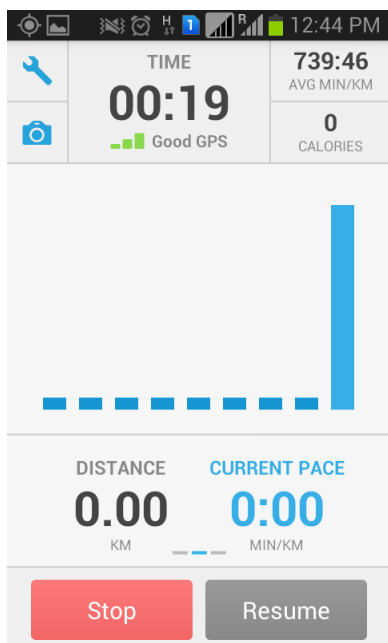 H R 12:44 PM
1
TIME
739:46
AVG MIN/KM
00:19
Good GPS
0
CALORIES
DISTANCE
CURRENT PACE
0.00
0:00
KM
MIN/KM
Stop
Resume